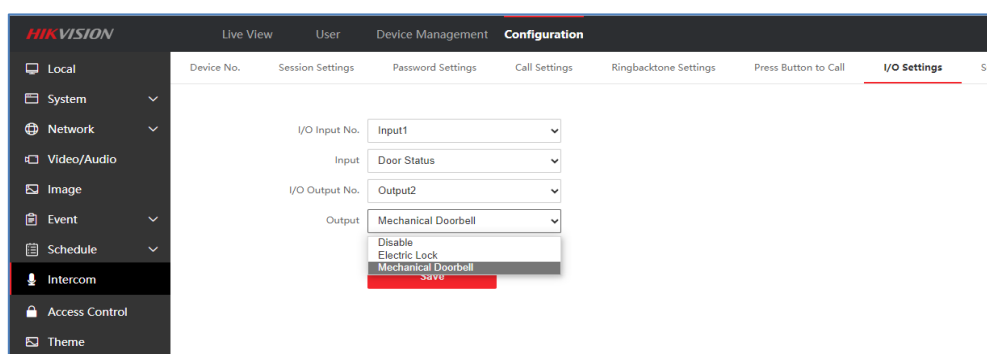 HIKVISION Live View User Device Management Configuration
Local Device No. Session Settings Password Settings Call Settings Ringbacktone Settings Press Button to Call I/O Settings S
System
Network I/O Input No. Input1
Video/Audio Input Door Status
Image I/O Output No. Output2
Event Output Mechanical Doorbell
Disable
Schedule Electric Lock
Mechanical Doorbell
Intercom Save
Access Control
Theme